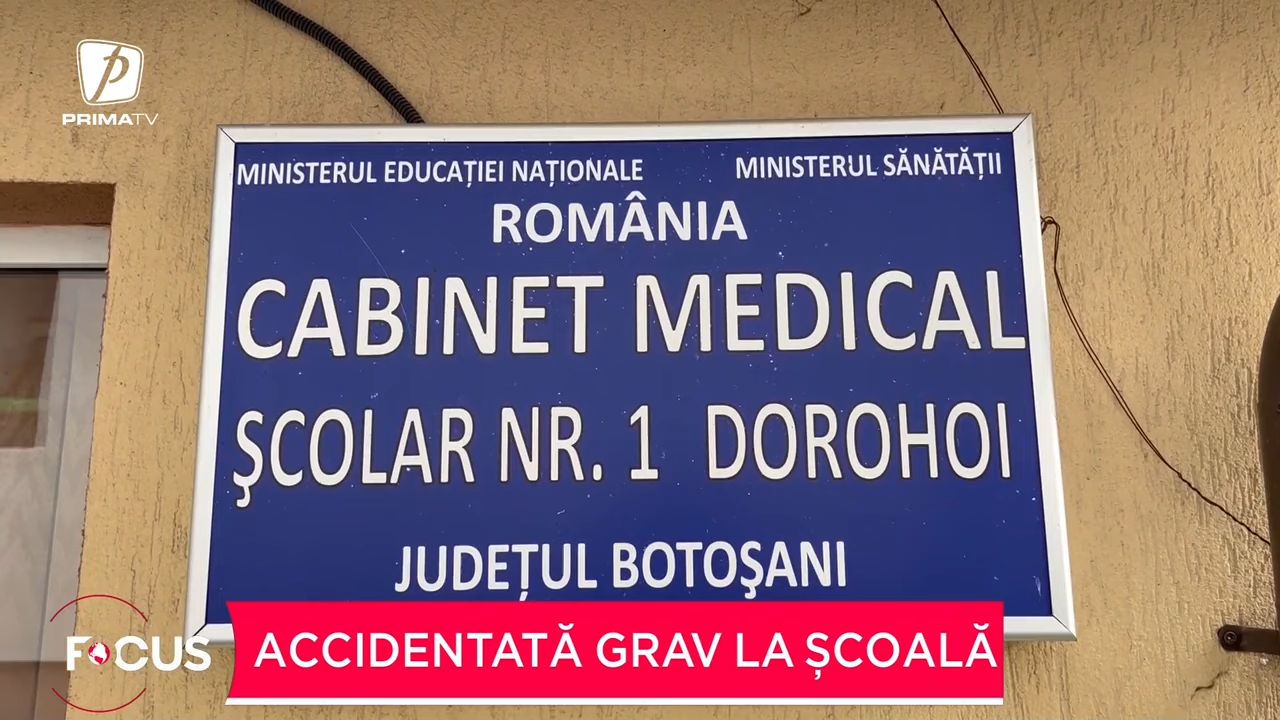 PRIMATV
MINISTERUL EDUCAȚIEI NAȚIONALE MINISTERUL SĂNĂTĂȚII
ROMÂNIA
CABINET MEDICAL
ŞCOLAR NR. 1 DOROHOI
JUDEȚUL BOTOŞANI
FOCUS ACCIDENTATĂ GRAV LA ȘCOALĂ